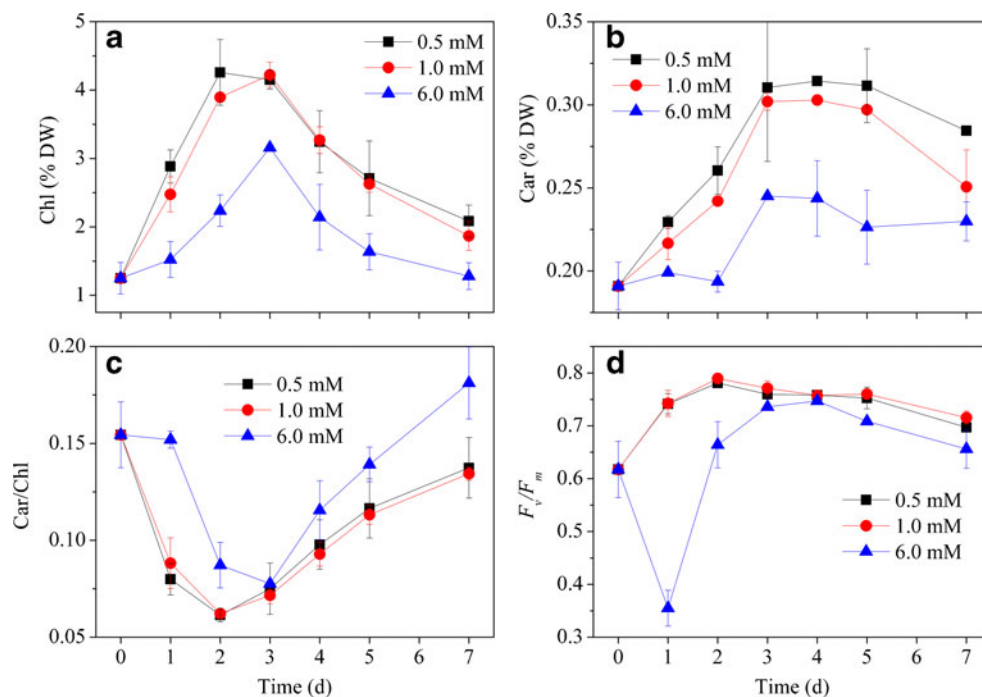 a
Chl (% DW)
5
4
3
2
1
0.5 mM
1.0 mM
6.0 mM
b
Car (% DW)
0.35
0.30
0.25
0.20
0.5 mM
1.0 mM
6.0 mM
c
Car/Chl
0.20
0.15
0.10
0.05
0.5 mM
1.0 mM
6.0 mM
0 1 2 3 4 5 6 7
Time (d)
d
Fv/Fm
0.8
0.7
0.6
0.5
0.4
0.3
0.5 mM
1.0 mM
6.0 mM
0 1 2 3 4 5 6 7
Time (d)